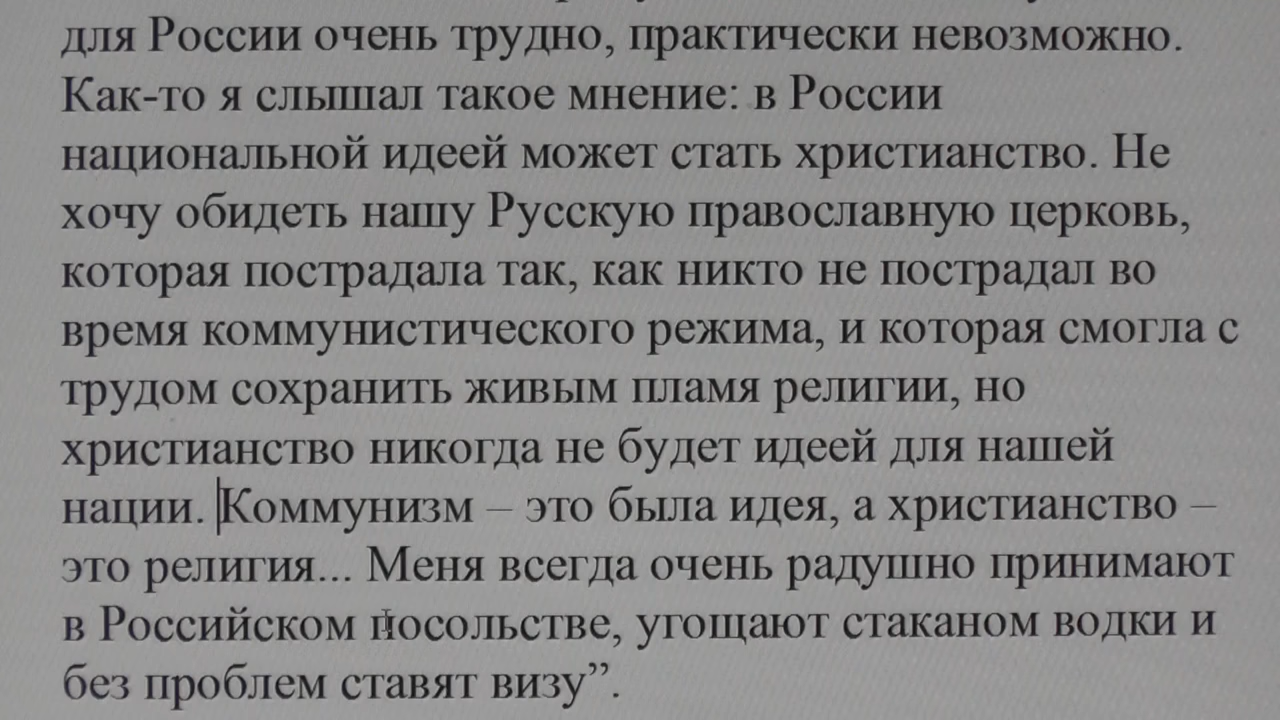 для России очень трудно, практически невозможно.
Как-то я слышал такое мнение: в России
национальной идеей может стать христианство. Не
хочу обидеть нашу Русскую православную церковь,
которая пострадала так, как никто не пострадал во
время коммунистического режима, и которая смогла с
трудом сохранить живым пламя религии, но
христианство никогда не будет идеей для нашей
нации. Коммунизм – это была идея, а христианство –
это религия... Меня всегда очень радушно принимают
в Российском посольстве, угощают стаканом водки и
без проблем ставят визу”.